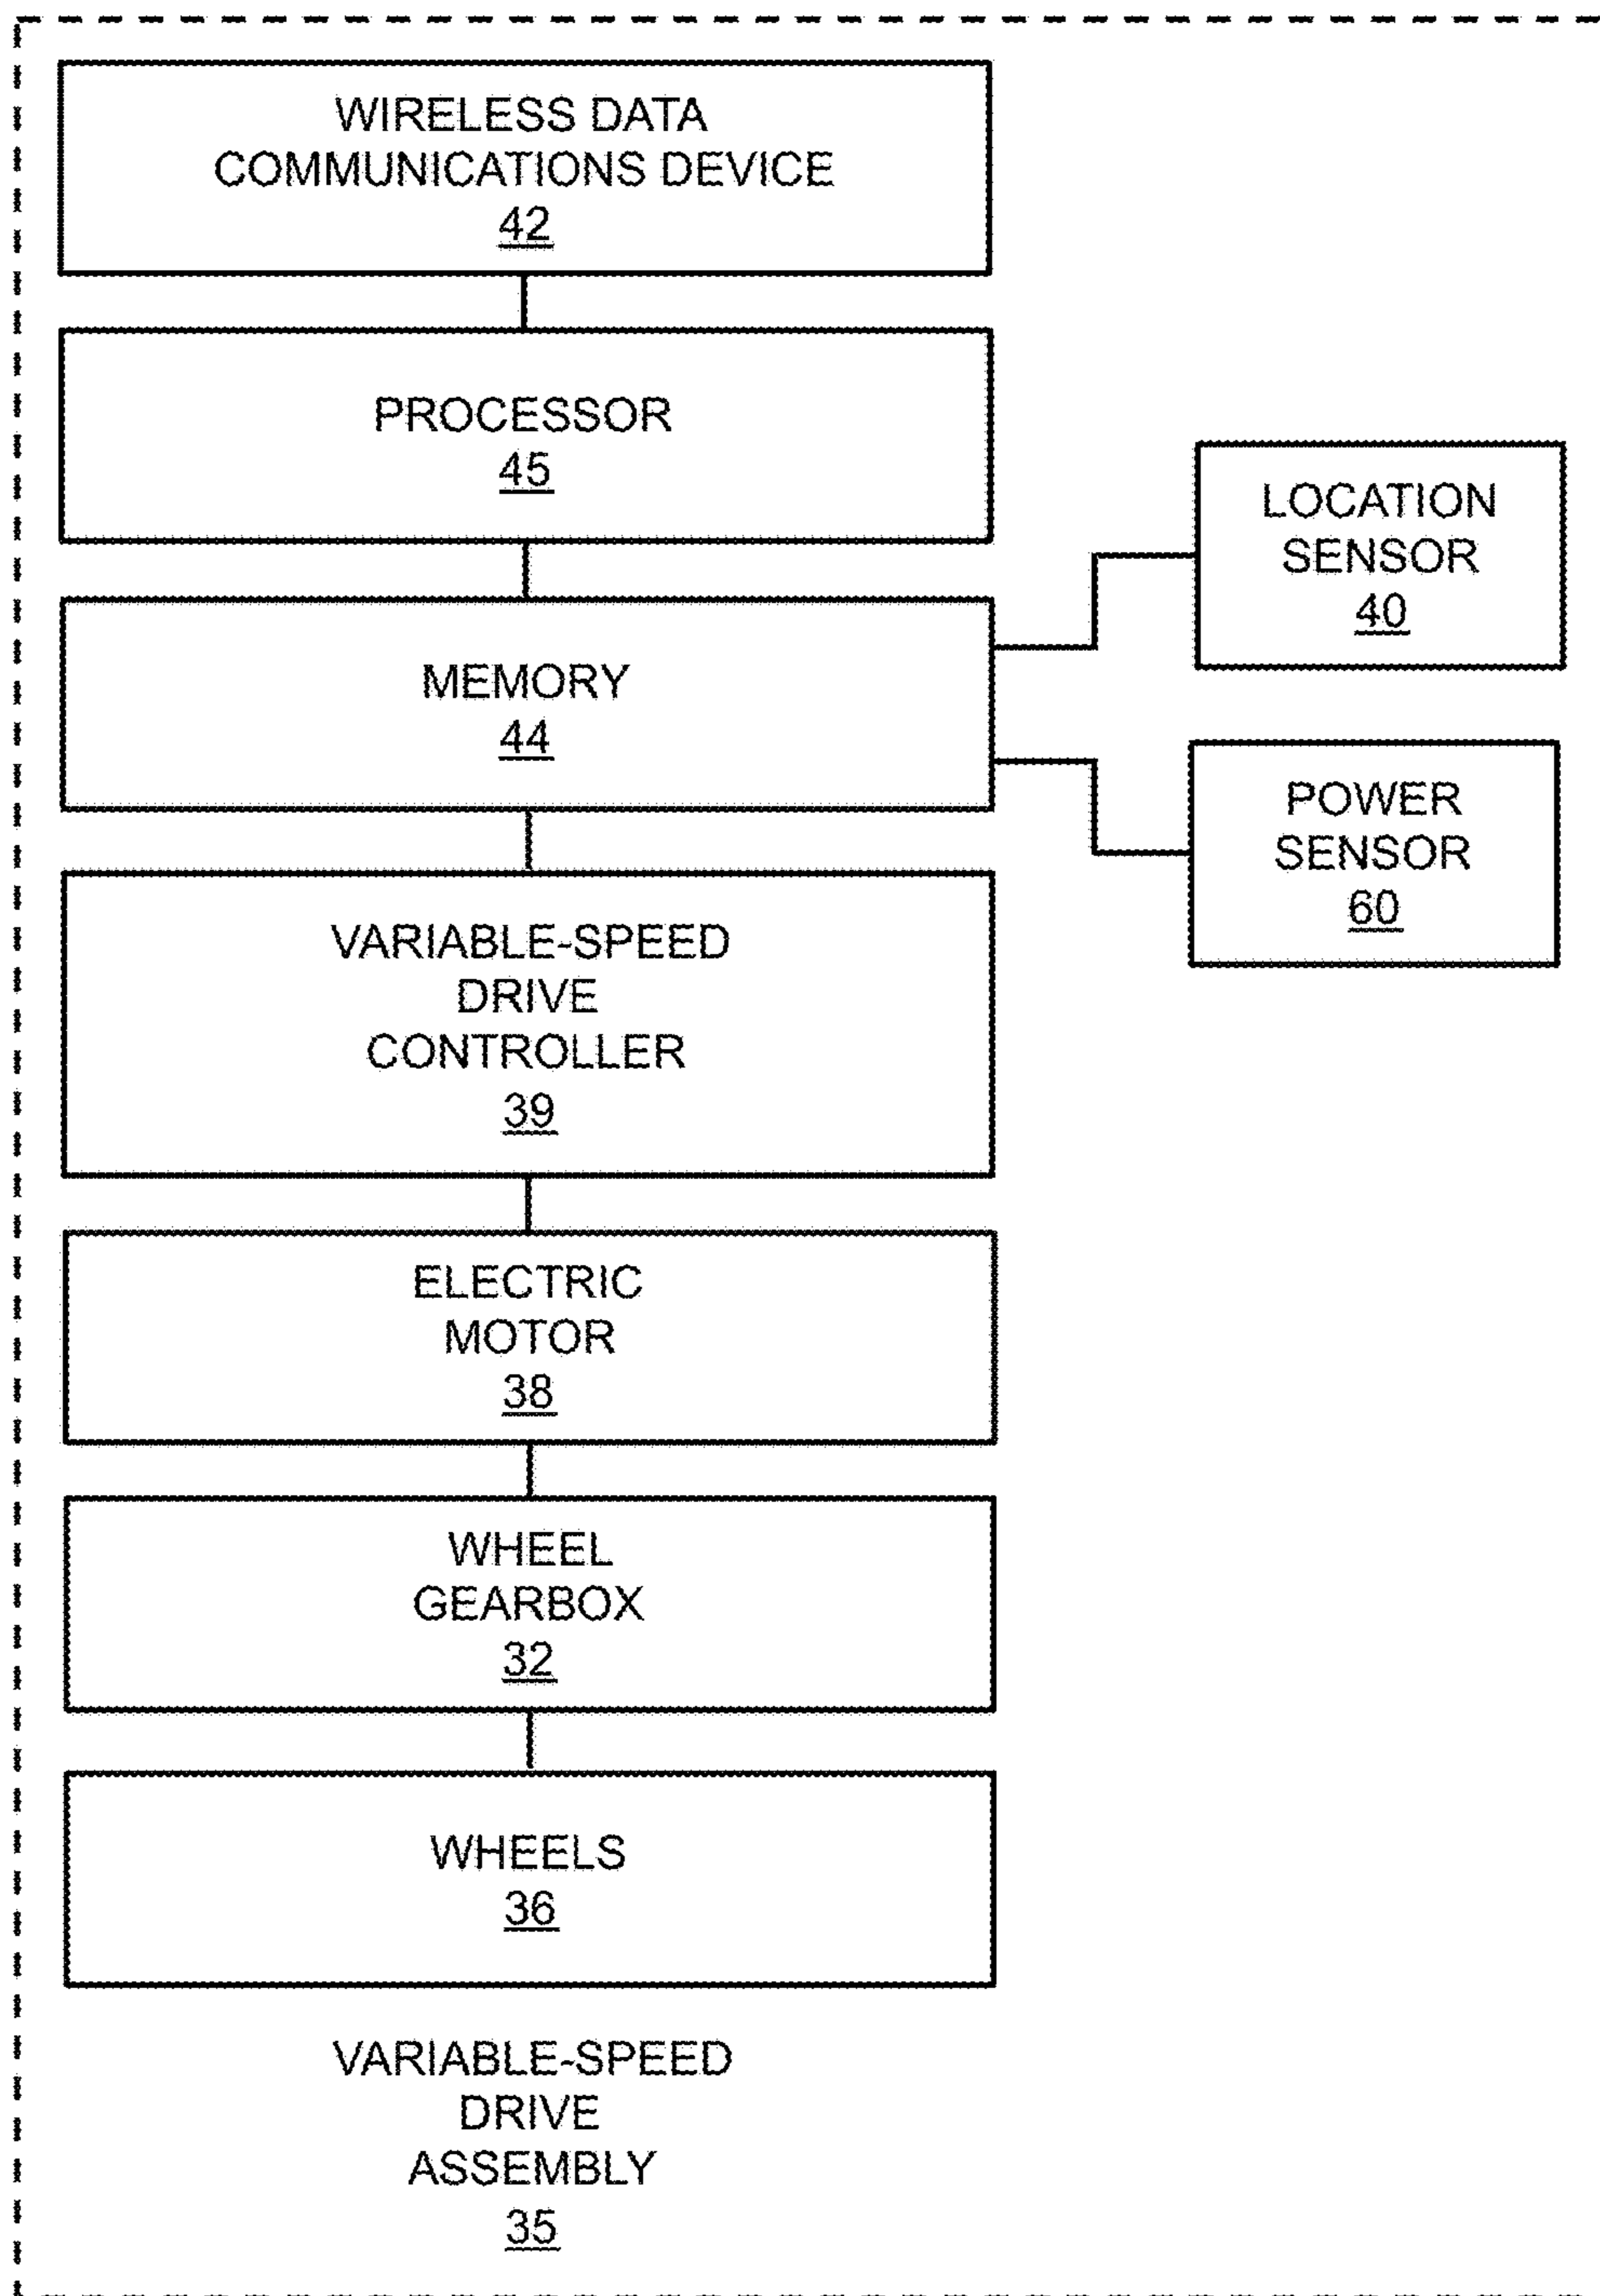 WIRELESS DATA
COMMUNICATIONS DEVICE
42
PROCESSOR
45
LOCATION
SENSOR
40
MEMORY
44
POWER
SENSOR
60
VARIABLE-SPEED
DRIVE
CONTROLLER
39
ELECTRIC
MOTOR
38
WHEEL
GEARBOX
32
WHEELS
36
VARIABLE-SPEED
DRIVE
ASSEMBLY
35